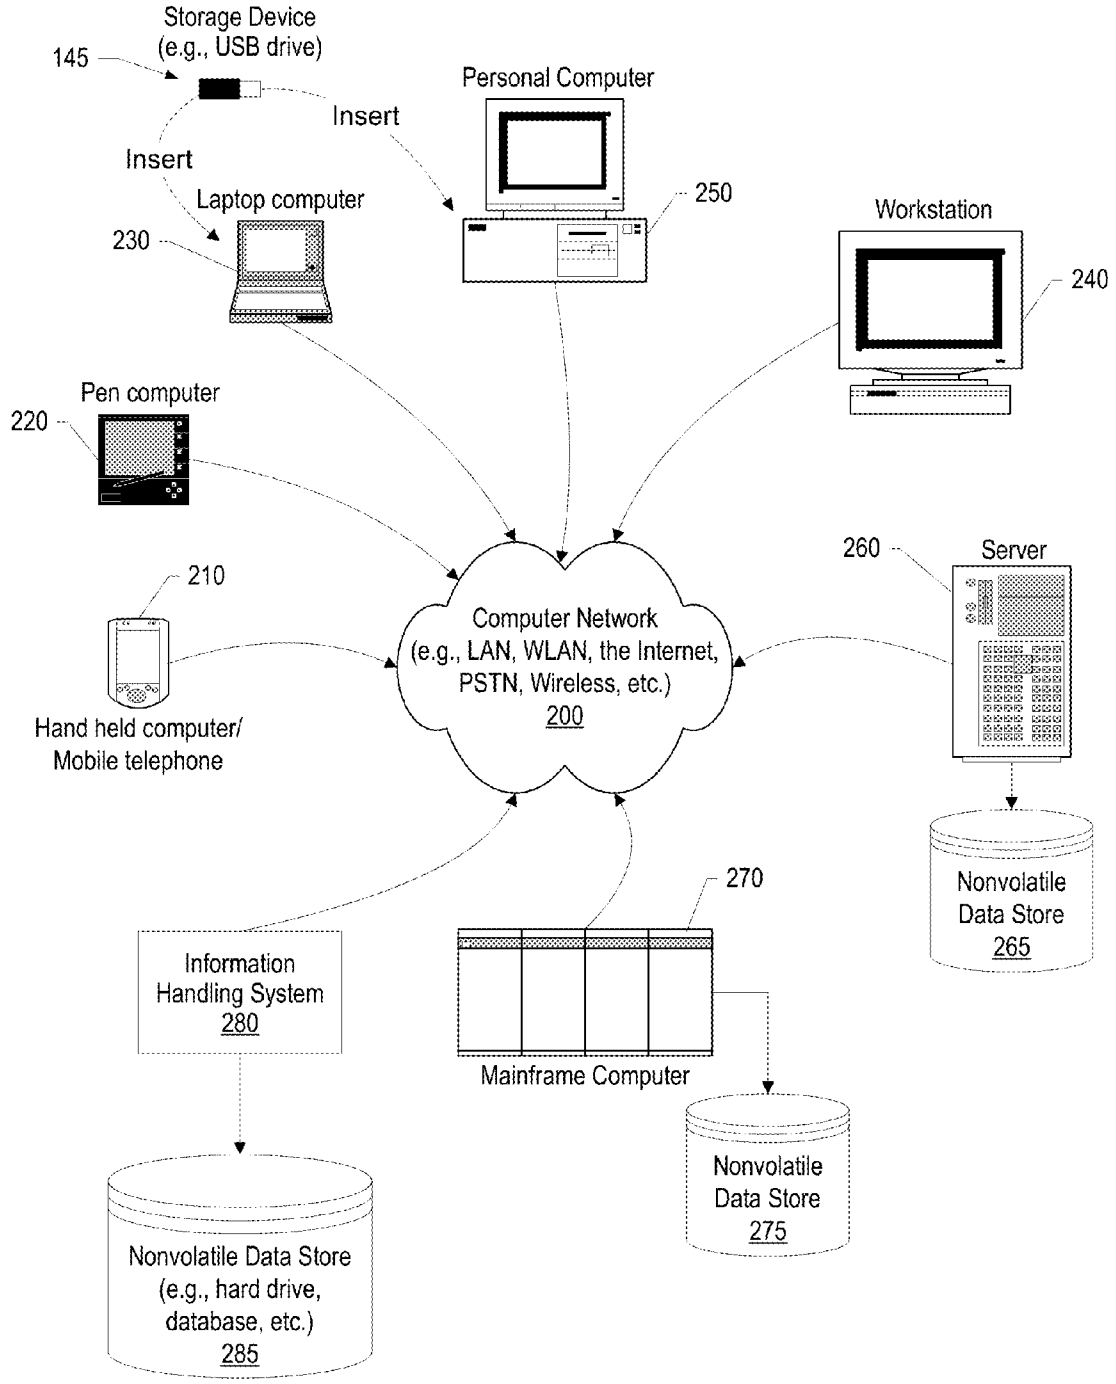 Storage Device
(e.g., USB drive)
145
Insert
Insert
Personal Computer
250
Laptop computer
230
Workstation
240
Pen computer
220
210
Hand held computer/
Mobile telephone
Computer Network
(e.g., LAN, WLAN, the Internet,
PSTN, Wireless, etc.)
200
260
Server
Nonvolatile
Data Store
265
270
Mainframe Computer
Information
Handling System
280
Nonvolatile
Data Store
275
Nonvolatile Data Store
(e.g., hard drive,
database, etc.)
285